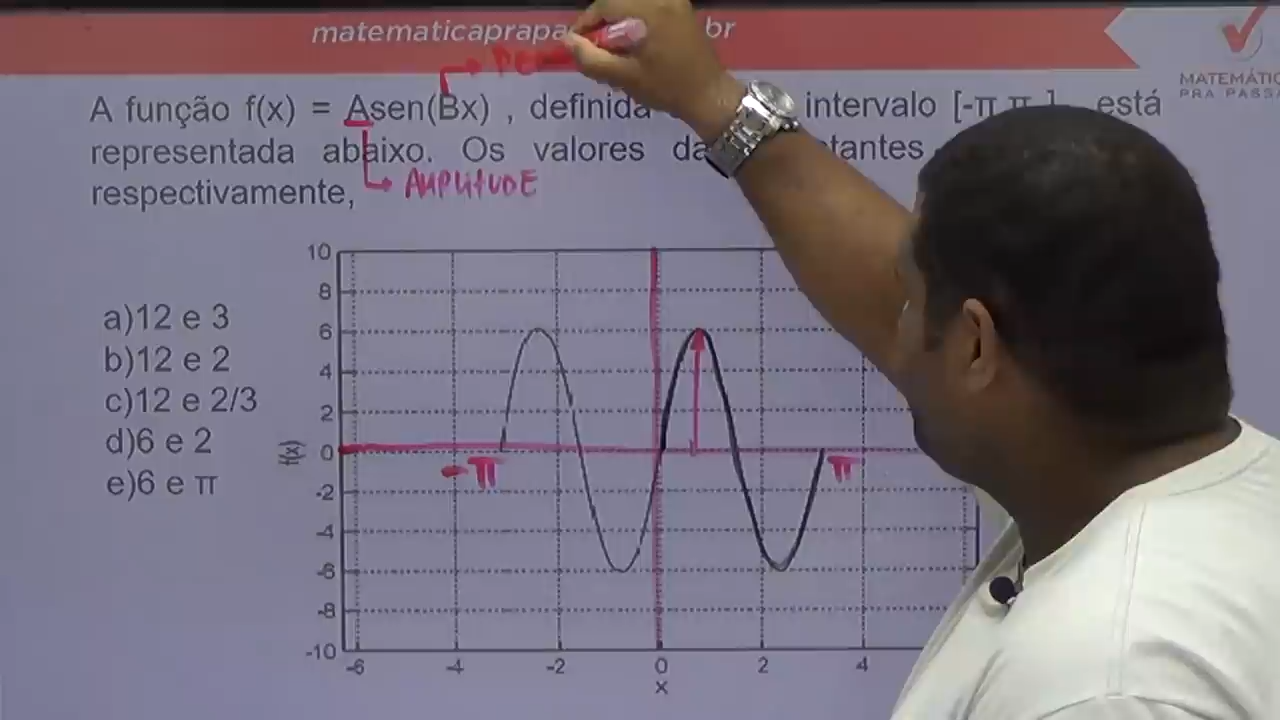 matematicaprapa br
MATEMÁTIC
PRA PASSA
A função f(x) = Asen(Bx) , definida intervalo [-π, π ] está
representada abaixo. Os valores da tantes
respectivamente,
AMPLITUDE
a)12 e 3
b)12 e 2
c)12 e 2/3
d)6 e 2
e)6 e π
10
8
6
4
2
0
-2
-4
-6
-8
-10
f(x)
-π
π
-6 -4 -2 0 2 4
x